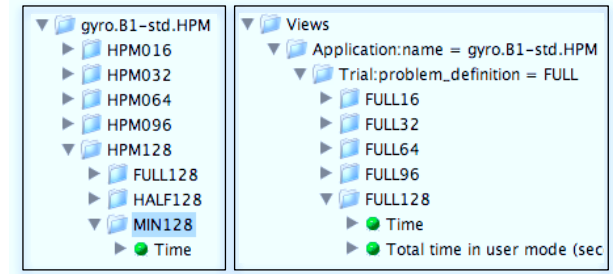 gyro.B1-std.HPM
HPM016
HPM032
HPM064
HPM096
HPM128
FULL128
HALF128
MIN128
Time
Views
Application:name = gyro.B1-std.HPM
Trial:problem_definition = FULL
FULL16
FULL32
FULL64
FULL96
FULL128
Time
Total time in user mode (sec